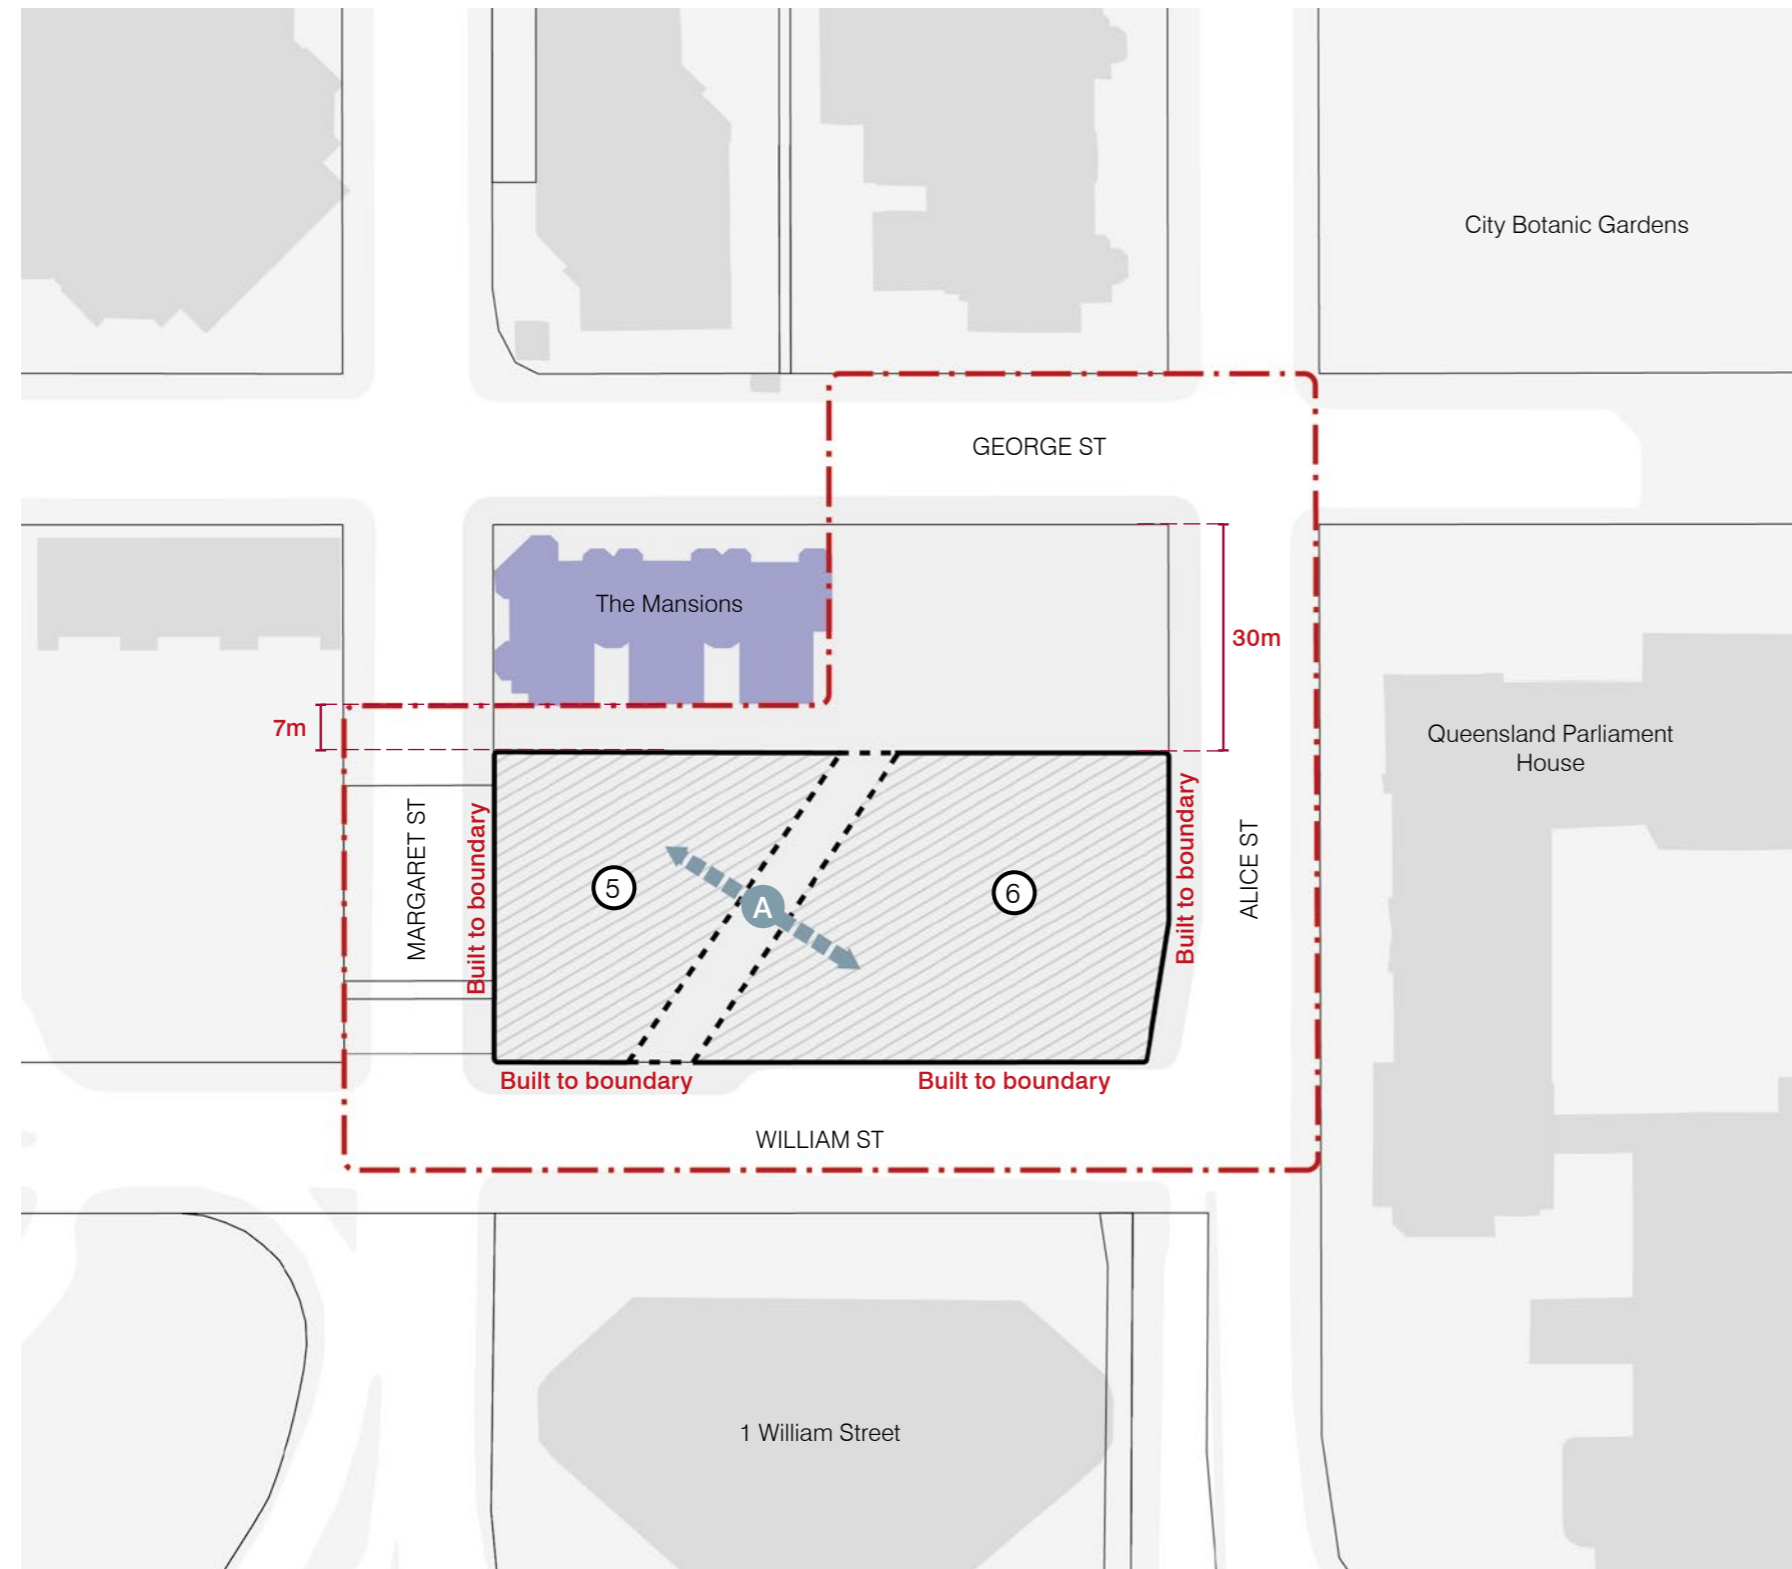 City Botanic Gardens
GEORGE ST
The Mansions
30m
7m
Queensland Parliament
House
MARGARET ST
Built to boundary
5
A
6
Built to boundary
ALICE ST
Built to boundary
Built to boundary
WILLIAM ST
1 William Street